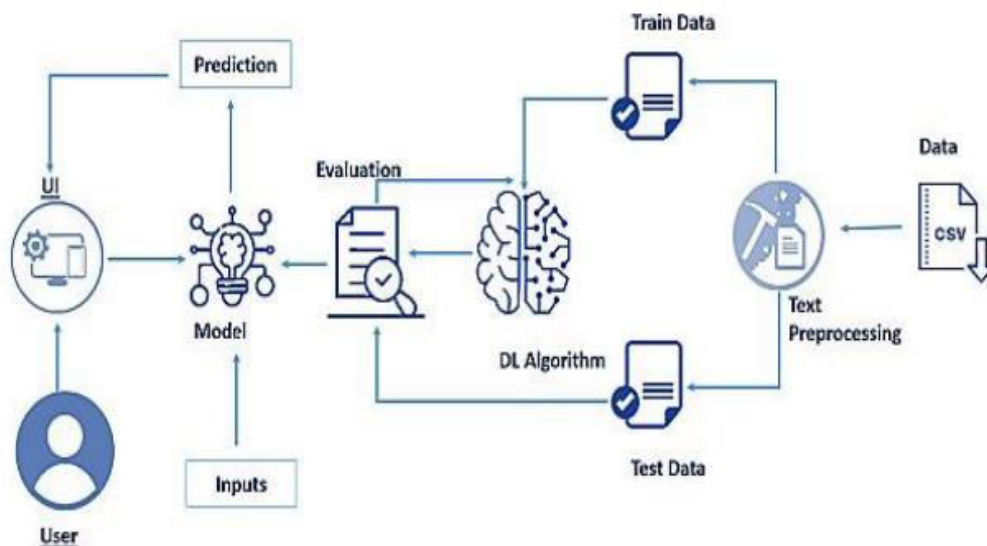 Train Data
Prediction
Data
Evaluation
UI
CSV
Text
Preprocessing
Model
DL Algorithm
Test Data
Inputs
User